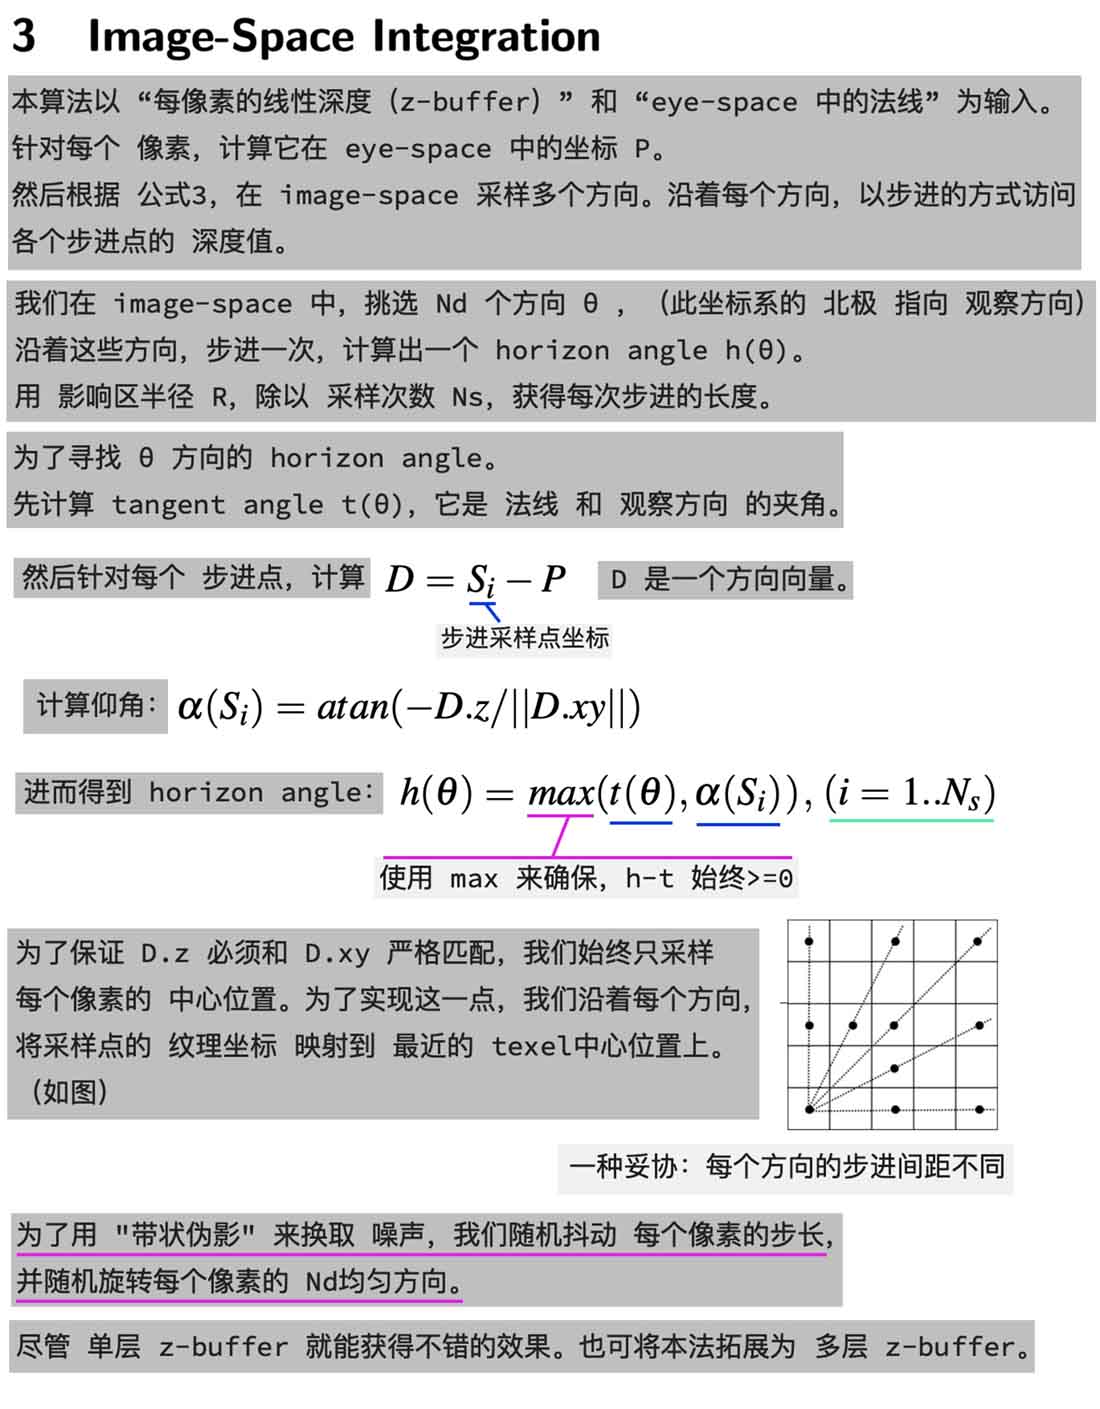 3 Image-Space Integration
本算法以 “每像素的线性深度（z-buffer）” 和 “eye-space 中的法线” 为输入。
针对每个 像素，计算它在 eye-space 中的坐标 P。
然后根据 公式3，在 image-space 采样多个方向。沿着每个方向，以步进的方式访问
各个步进点的 深度值。
我们在 image-space 中，挑选 Nd 个方向 θ ，（此坐标系的 北极 指向 观察方向）
沿着这些方向，步进一次，计算出一个 horizon angle h(θ)。
用 影响区半径 R，除以 采样次数 Ns，获得每次步进的长度。
为了寻找 θ 方向的 horizon angle。
先计算 tangent angle t(θ)，它是 法线 和 观察方向 的夹角。
然后针对每个 步进点，计算 D = S_i − P D 是一个方向向量。
步进采样点坐标
计算仰角： α(S_i) = atan(−D.z/||D.xy||)
进而得到 horizon angle： h(θ) = max(t(θ), α(S_i)), (i = 1..N_s)
使用 max 来确保，h-t 始终>=0
为了保证 D.z 必须和 D.xy 严格匹配，我们始终只采样
每个像素的 中心位置。为了实现这一点，我们沿着每个方向，
将采样点的 纹理坐标 映射到 最近的 texel中心位置上。
（如图）
一种妥协：每个方向的步进间距不同
为了用 "带状伪影" 来换取 噪声，我们随机抖动 每个像素的步长，
并随机旋转每个像素的 Nd均匀方向。
尽管 单层 z-buffer 就能获得不错的效果。也可将本法拓展为 多层 z-buffer。